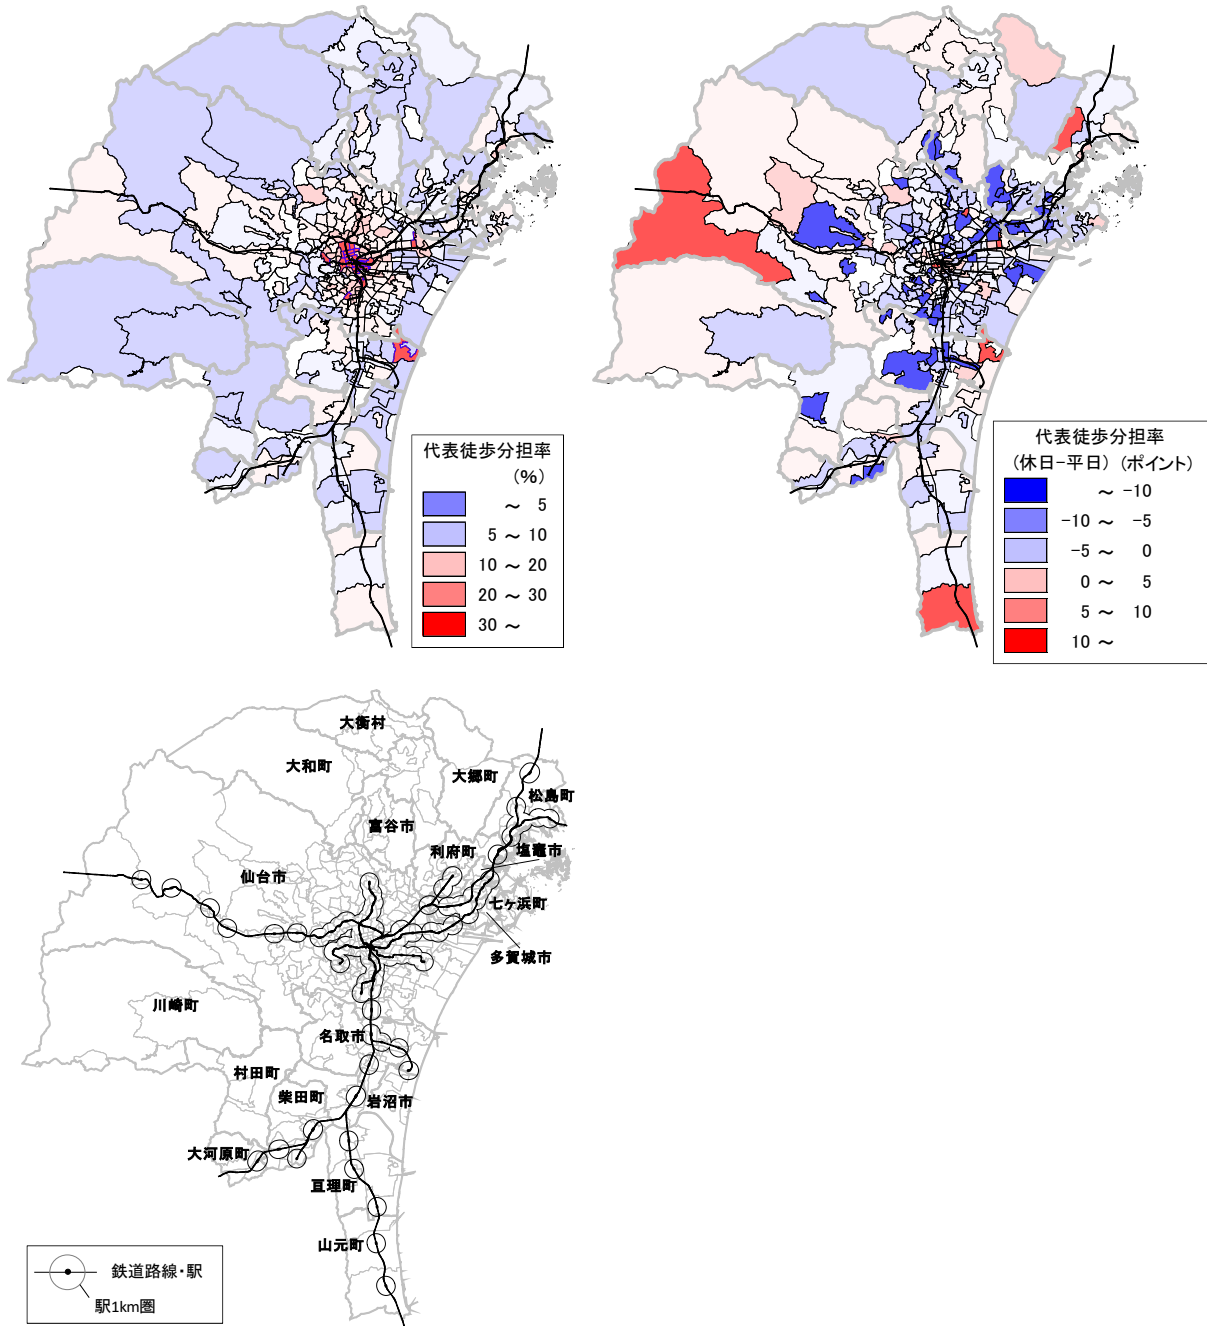 代表徒歩分担率
(%)
～ 5
5 ～ 10
10 ～ 20
20 ～ 30
30 ～
代表徒歩分担率
(休日-平日) (ポイント)
～ -10
-10 ～ -5
-5 ～ 0
0 ～ 5
5 ～ 10
10 ～
大衡村
大和町
大郷町
松島町
富谷市
利府町
塩竈市
仙台市
七ヶ浜町
多賀城市
川崎町
名取市
村田町
柴田町
岩沼市
大河原町
亘理町
山元町
鉄道路線・駅
駅1km圏